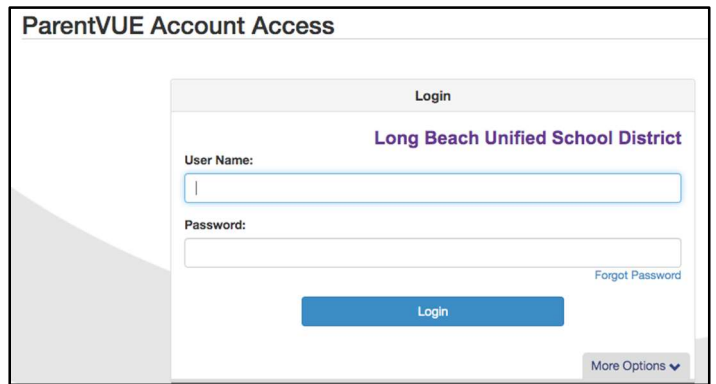 ParentVUE Account Access
Login
Long Beach Unified School District
User Name:
Password:
Forgot Password
Login
More Options